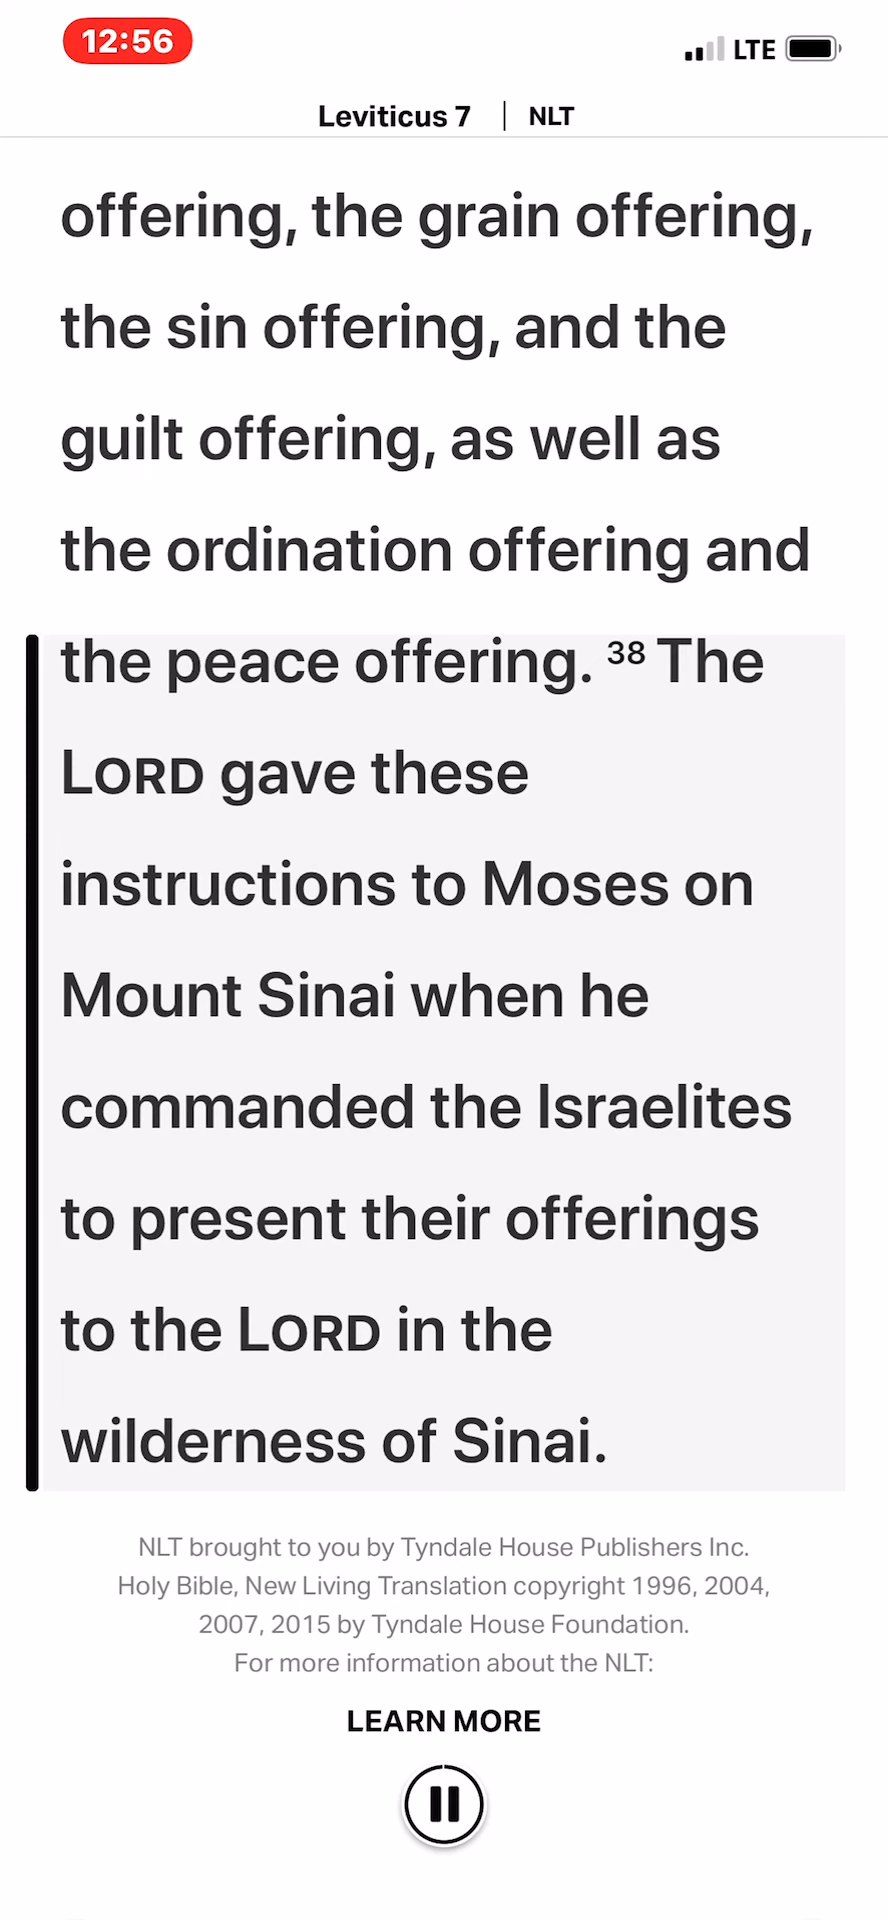 12:56 LTE
Leviticus 7 | NLT
offering, the grain offering,
the sin offering, and the
guilt offering, as well as
the ordination offering and
the peace offering. 38 The
LORD gave these
instructions to Moses on
Mount Sinai when he
commanded the Israelites
to present their offerings
to the LORD in the
wilderness of Sinai.
NLT brought to you by Tyndale House Publishers Inc.
Holy Bible, New Living Translation copyright 1996, 2004,
2007, 2015 by Tyndale House Foundation.
For more information about the NLT:
LEARN MORE